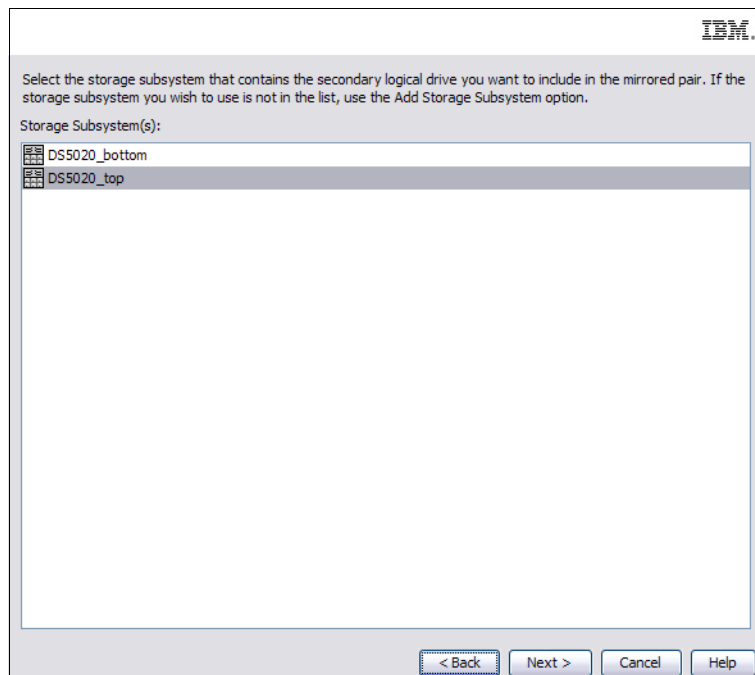 IBM.
Select the storage subsystem that contains the secondary logical drive you want to include in the mirrored pair. If the
storage subsystem you wish to use is not in the list, use the Add Storage Subsystem option.
Storage Subsystem(s):
DS5020_bottom
DS5020_top
< Back Next > Cancel Help